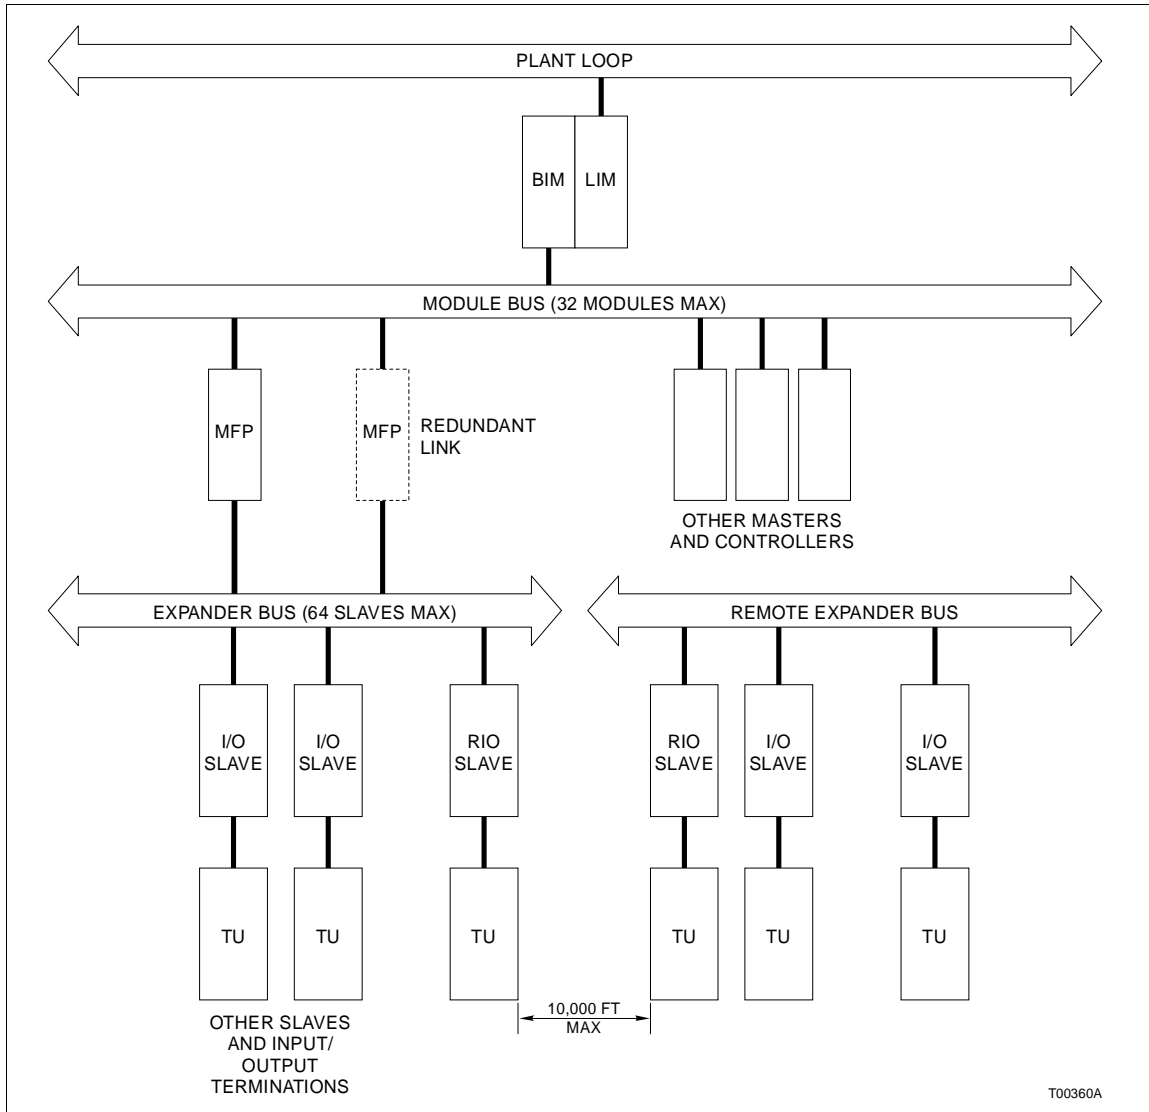 PLANT LOOP
BIM
LIM
MODULE BUS (32 MODULES MAX)
MFP
MFP
REDUNDANT
LINK
OTHER MASTERS
AND CONTROLLERS
EXPANDER BUS (64 SLAVES MAX)
REMOTE EXPANDER BUS
I/O
SLAVE
I/O
SLAVE
RIO
SLAVE
RIO
SLAVE
I/O
SLAVE
I/O
SLAVE
TU
TU
TU
TU
TU
TU
10,000 FT
MAX
OTHER SLAVES
AND INPUT/
OUTPUT
TERMINATIONS
T00360A